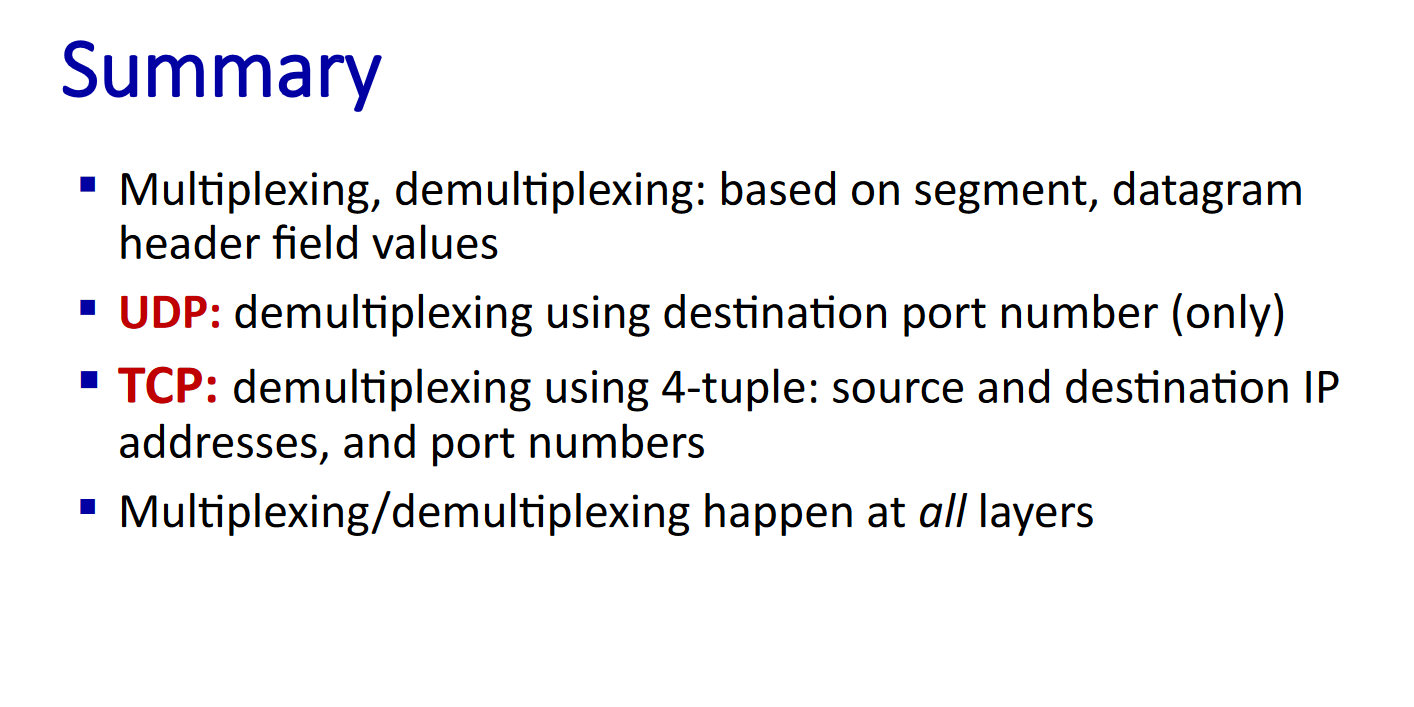 Summary
▪ Multiplexing, demultiplexing: based on segment, datagram
header field values
▪ UDP: demultiplexing using destination port number (only)
▪ TCP: demultiplexing using 4-tuple: source and destination IP
addresses, and port numbers
▪ Multiplexing/demultiplexing happen at all layers